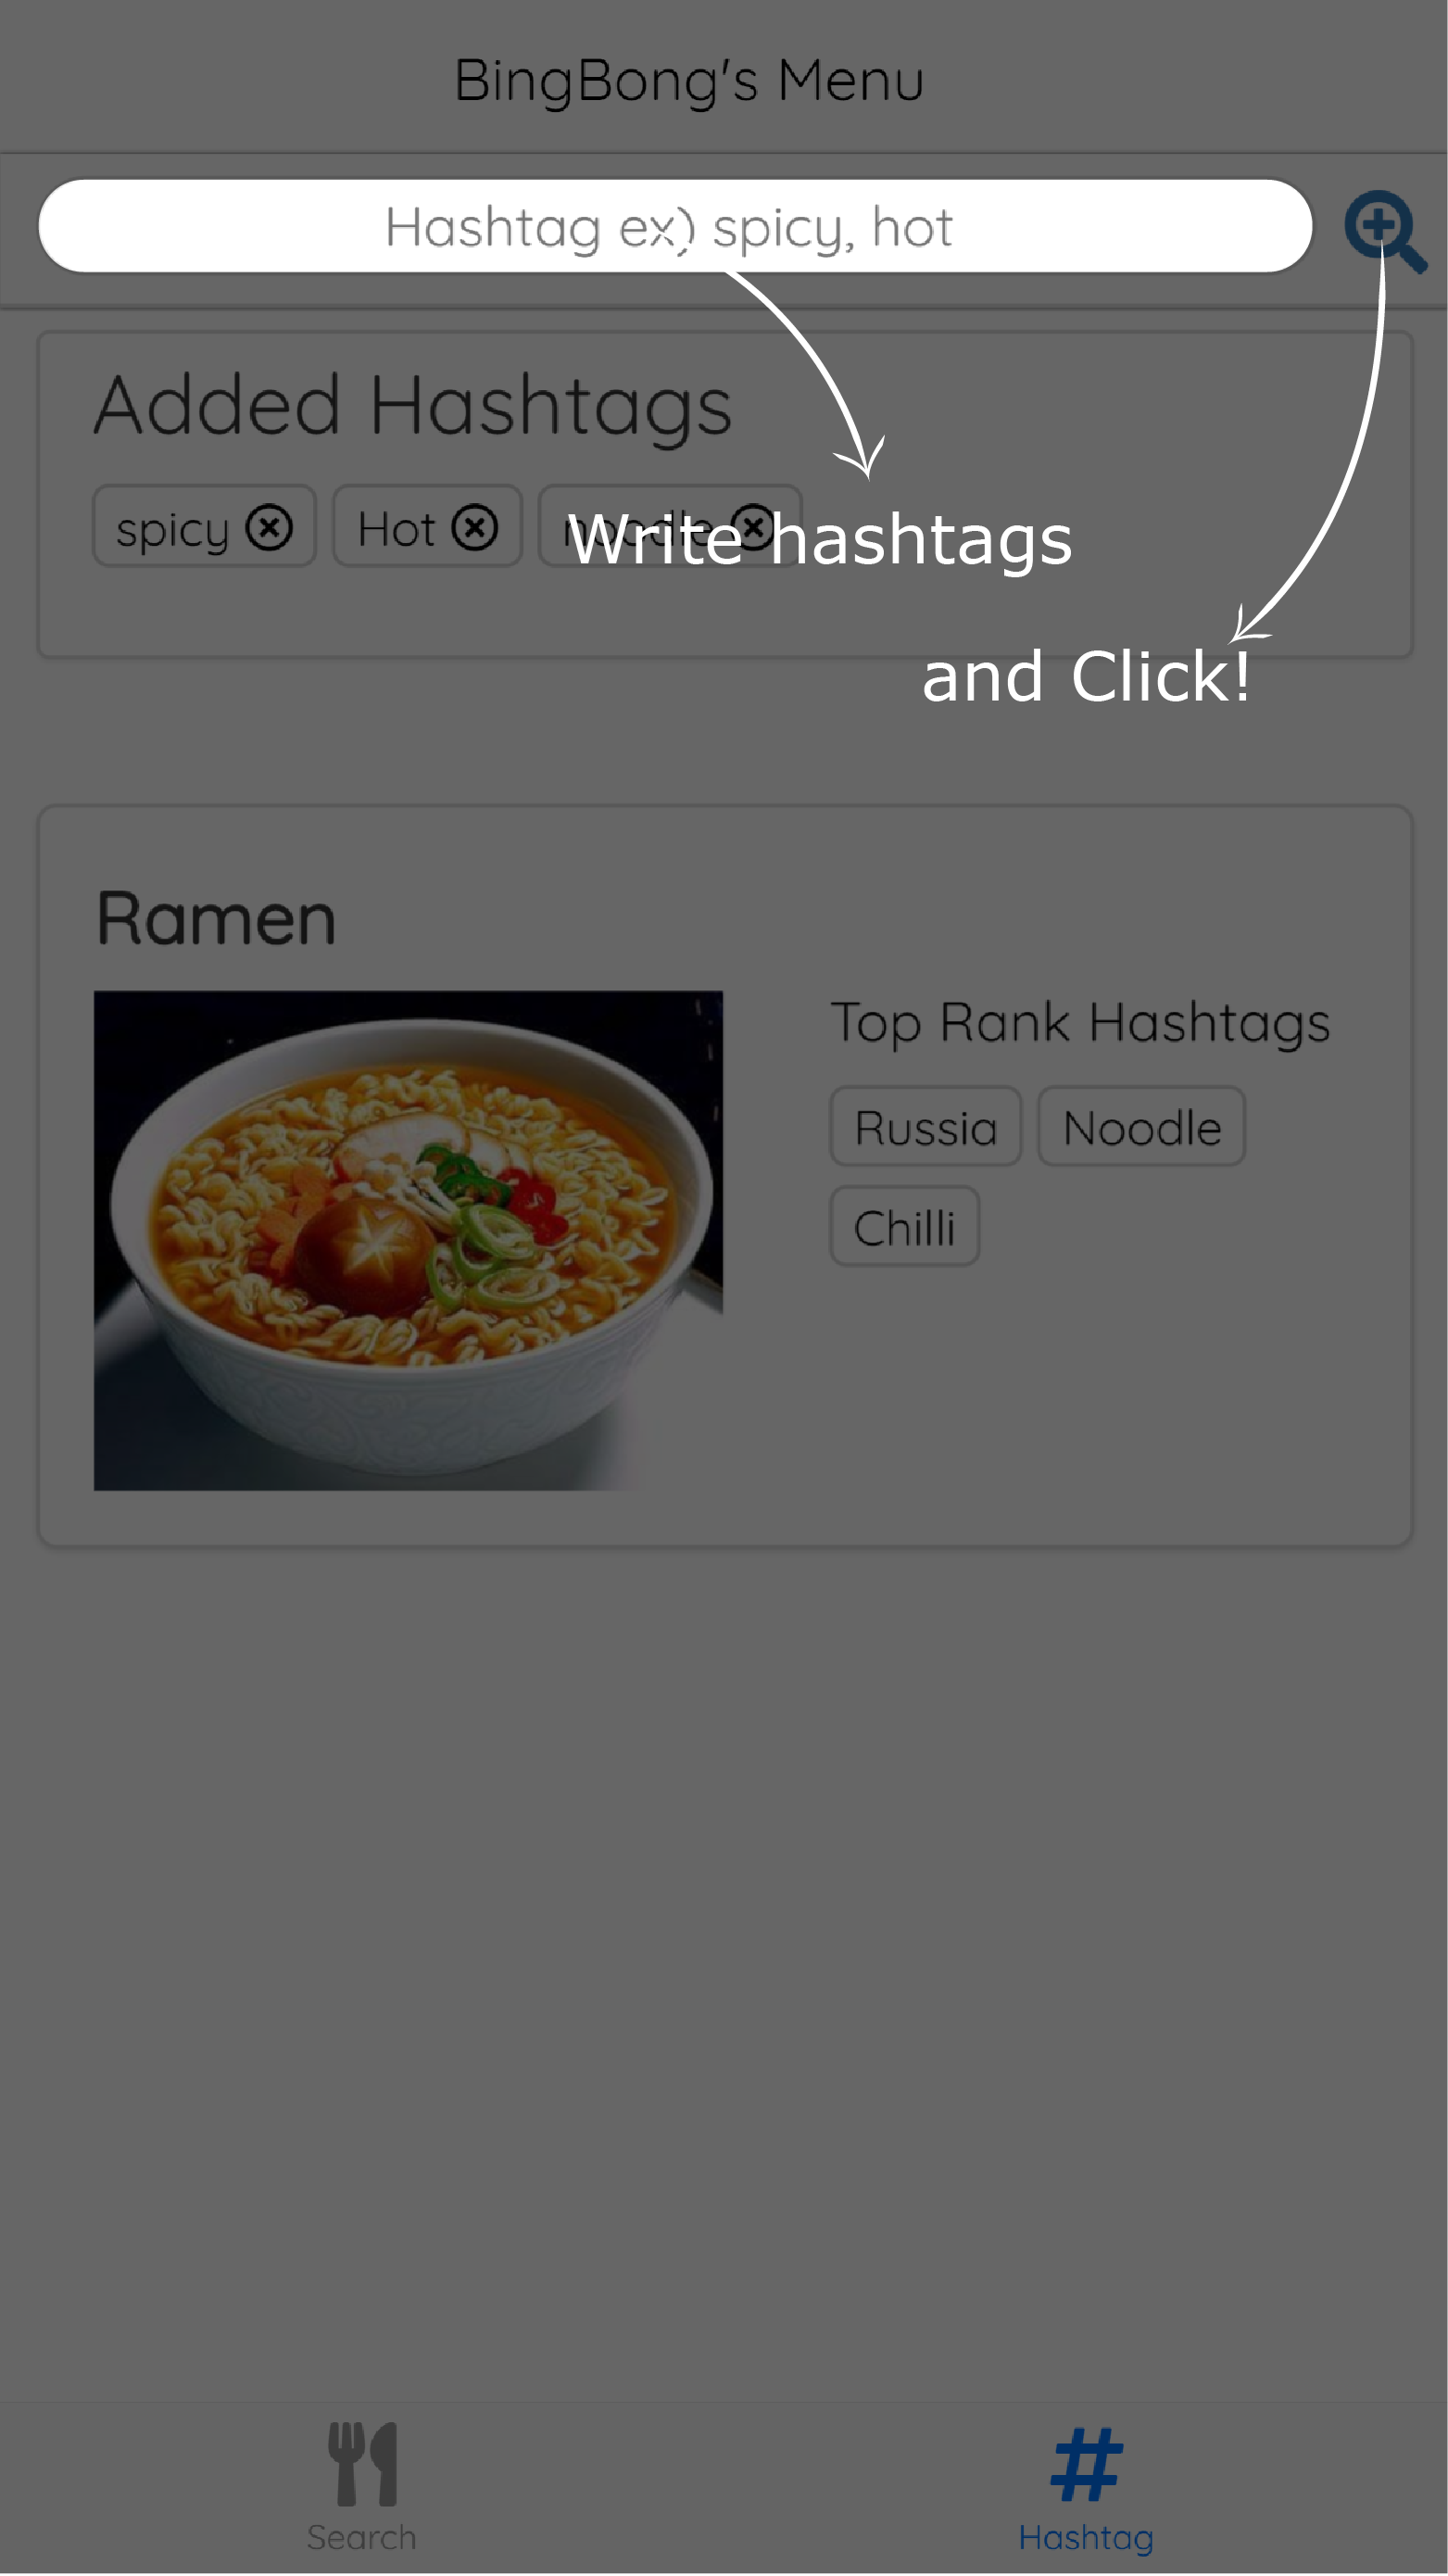 BingBong's Menu
Hashtag ex) spicy, hot
Added Hashtags
spicy Hot noodle
Write hashtags
and Click!
Ramen
Top Rank Hashtags
Russia Noodle
Chilli
Search Hashtag